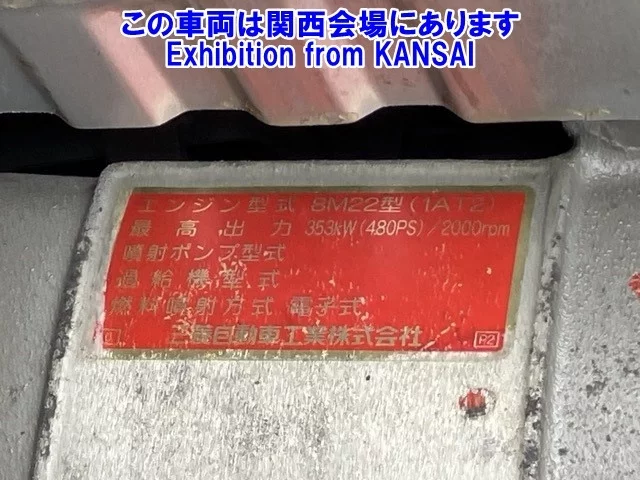 この車両は関西会場にあります
Exhibition from KANSAI
エンジン型式 8M22型(1AT2)
最高出力 353kW(480PS)/2000rpm
噴射ポンプ型式
過給機型式
燃料噴射方式 電子式
三菱自動車工業株式会社
P2